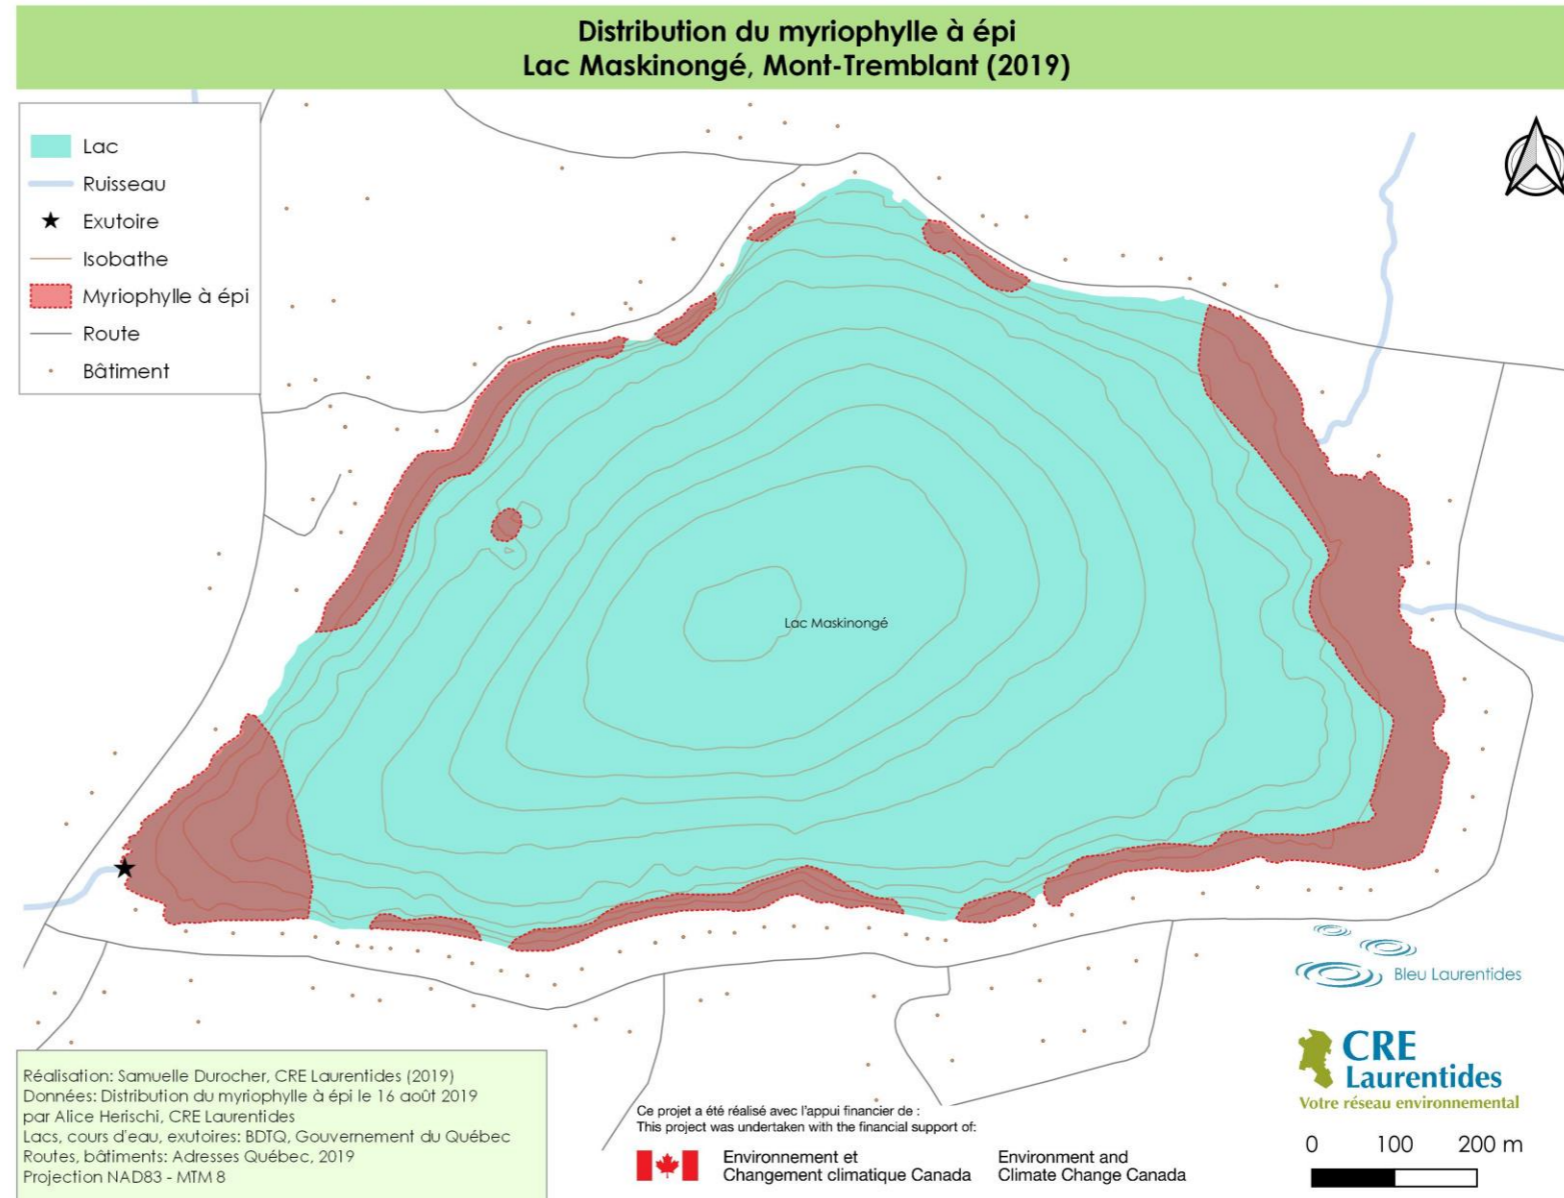 Distribution du myriophylle à épi
Lac Maskinongé, Mont-Tremblant (2019)
Lac
Ruisseau
Exutoire
Isobathe
Myriophylle à épi
Route
Bâtiment
Lac Maskinongé
Bleu Laurentides
CRE
Laurentides
Votre réseau environnemental
0 100 200 m
Réalisation: Samuelle Durocher, CRE Laurentides (2019)
Données: Distribution du myriophylle à épi le 16 août 2019
par Alice Herischi, CRE Laurentides
Lacs, cours d'eau, exutoires: BDTQ, Gouvernement du Québec
Routes, bâtiments: Adresses Québec, 2019
Projection NAD83 - MTM 8
Ce projet a été réalisé avec l'appui financier de :
This project was undertaken with the financial support of:
Environnement et
Changement climatique Canada
Environment and
Climate Change Canada